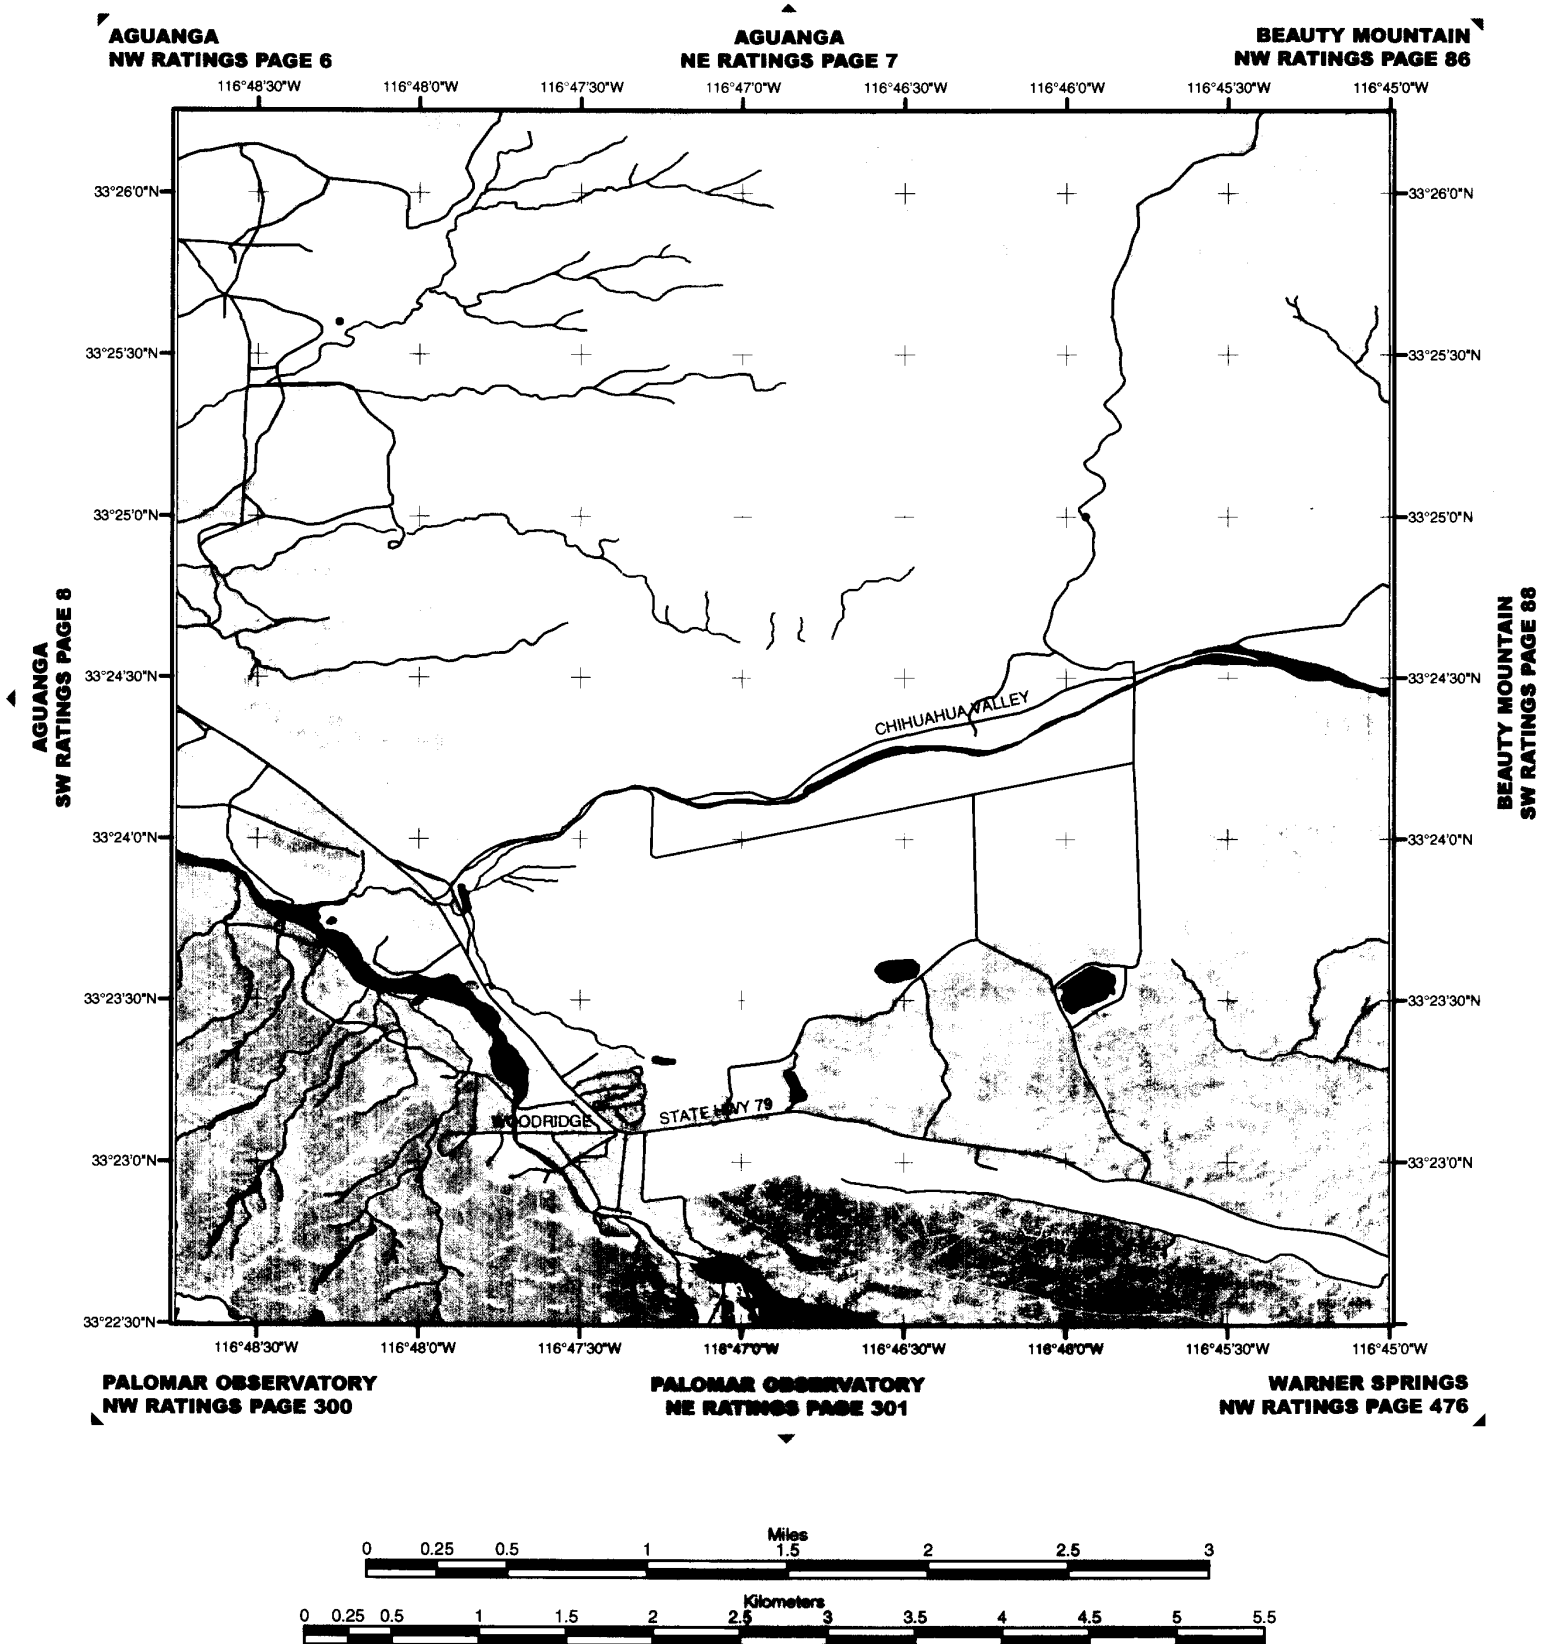 AGUANGA
NW RATINGS PAGE 6
AGUANGA
NE RATINGS PAGE 7
BEAUTY MOUNTAIN
NW RATINGS PAGE 86
116°48'30"W 116°48'0"W 116°47'30"W 116°47'0"W 116°46'30"W 116°46'0"W 116°45'30"W 116°45'0"W
33°26'0"N 33°26'0"N
33°25'30"N 33°25'30"N
33°25'0"N 33°25'0"N
AGUANGA
SW RATINGS PAGE 8
BEAUTY MOUNTAIN
SW RATINGS PAGE 88
33°24'30"N 33°24'30"N
CHIHUAHUA VALLEY
33°24'0"N 33°24'0"N
33°23'30"N 33°23'30"N
WOODRIDGE
STATE HWY 79
33°23'0"N 33°23'0"N
33°22'30"N
116°48'30"W 116°48'0"W 116°47'30"W 116°47'0"W 116°46'30"W 116°48'0"W 116°45'30"W 116°45'0"W
PALOMAR OBSERVATORY
NW RATINGS PAGE 300
PALOMAR OBSERVATORY
NE RATINGS PAGE 301
WARNER SPRINGS
NW RATINGS PAGE 476
Miles
0 0.25 0.5 1 1.5 2 2.5 3
Kilometers
0 0.25 0.5 1 1.5 2 2.5 3 3.5 4 4.5 5 5.5